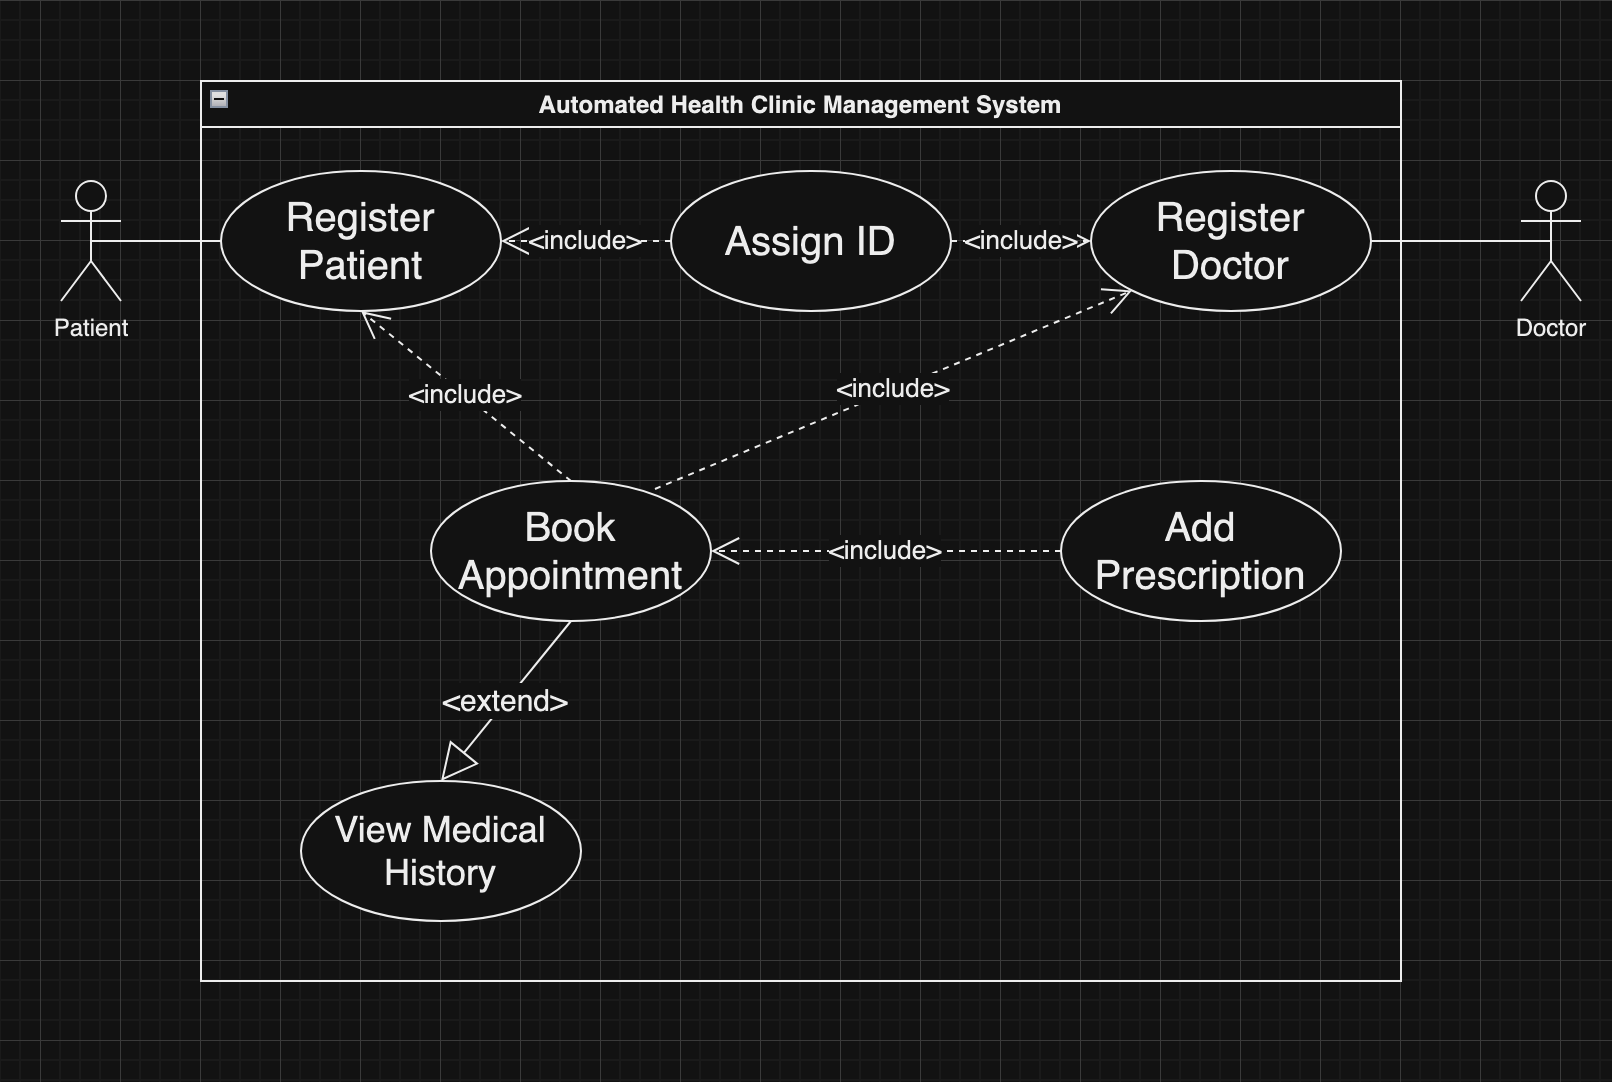 Automated Health Clinic Management System
Register
Patient
<include>
Assign ID
<include>
Register
Doctor
Patient
Doctor
<include>
<include>
Book
Appointment
<include>
Add
Prescription
<extend>
View Medical
History